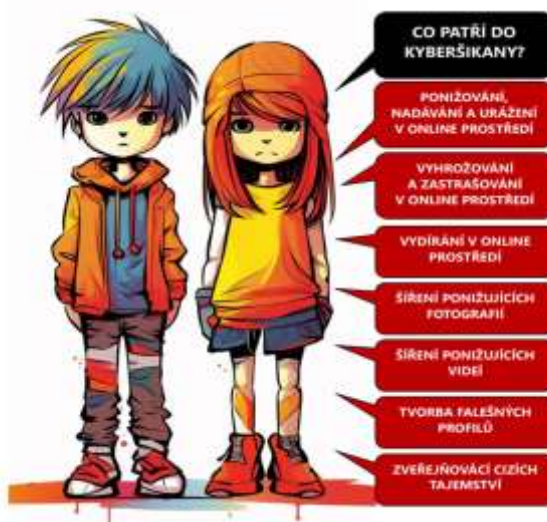 CO PATŘÍ DO
KYBERŠIKANY?
PONIŽOVÁNÍ,
NADÁVÁNÍ A URÁŽENÍ
V ONLINE PROSTŘEDÍ
VYHROŽOVÁNÍ
A ZASTRAŠOVÁNÍ
V ONLINE PROSTŘEDÍ
VYDÍRÁNÍ V ONLINE
PROSTŘEDÍ
ŠÍŘENÍ PONIŽUJÍCÍCH
FOTOGRAFIÍ
ŠÍŘENÍ PONIŽUJÍCÍCH
VIDEÍ
TVORBA FALEŠNÝCH
PROFILŮ
ZVEŘEJŇOVÁCÍ CIZÍCH
TAJEMSTVÍ